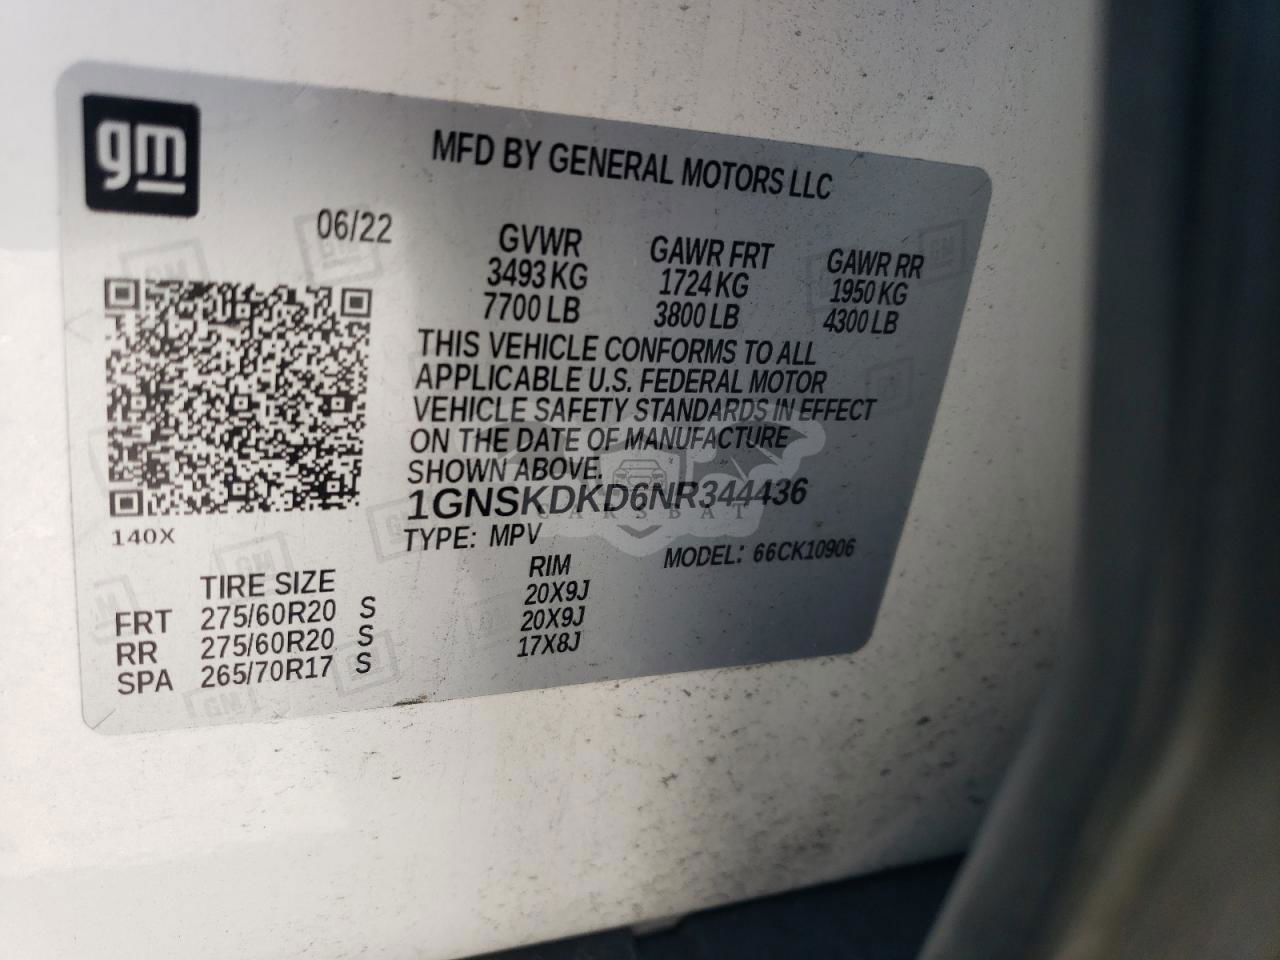 gm
MFD BY GENERAL MOTORS LLC
06/22
GVWR GAWR FRT GAWR RR
3493 KG 1724 KG 1950 KG
7700 LB 3800 LB 4300 LB
THIS VEHICLE CONFORMS TO ALL
APPLICABLE U.S. FEDERAL MOTOR
VEHICLE SAFETY STANDARDS IN EFFECT
ON THE DATE OF MANUFACTURE
SHOWN ABOVE.
1GNSKDKD6NR344436
CARSBAT
140X
TYPE: MPV MODEL: 66CK10906
TIRE SIZE RIM
FRT 275/60R20 S 20X9J
RR 275/60R20 S 20X9J
SPA 265/70R17 S 17X8J